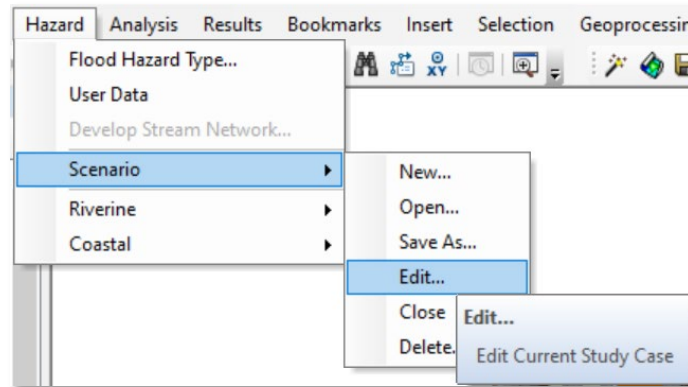 Hazard Analysis Results Bookmarks Insert Selection Geoprocessin
Flood Hazard Type...
User Data
Develop Stream Network...
Scenario
Riverine
Coastal
XY
New...
Open...
Save As...
Edit...
Close
Delete.
Edit...
Edit Current Study Case